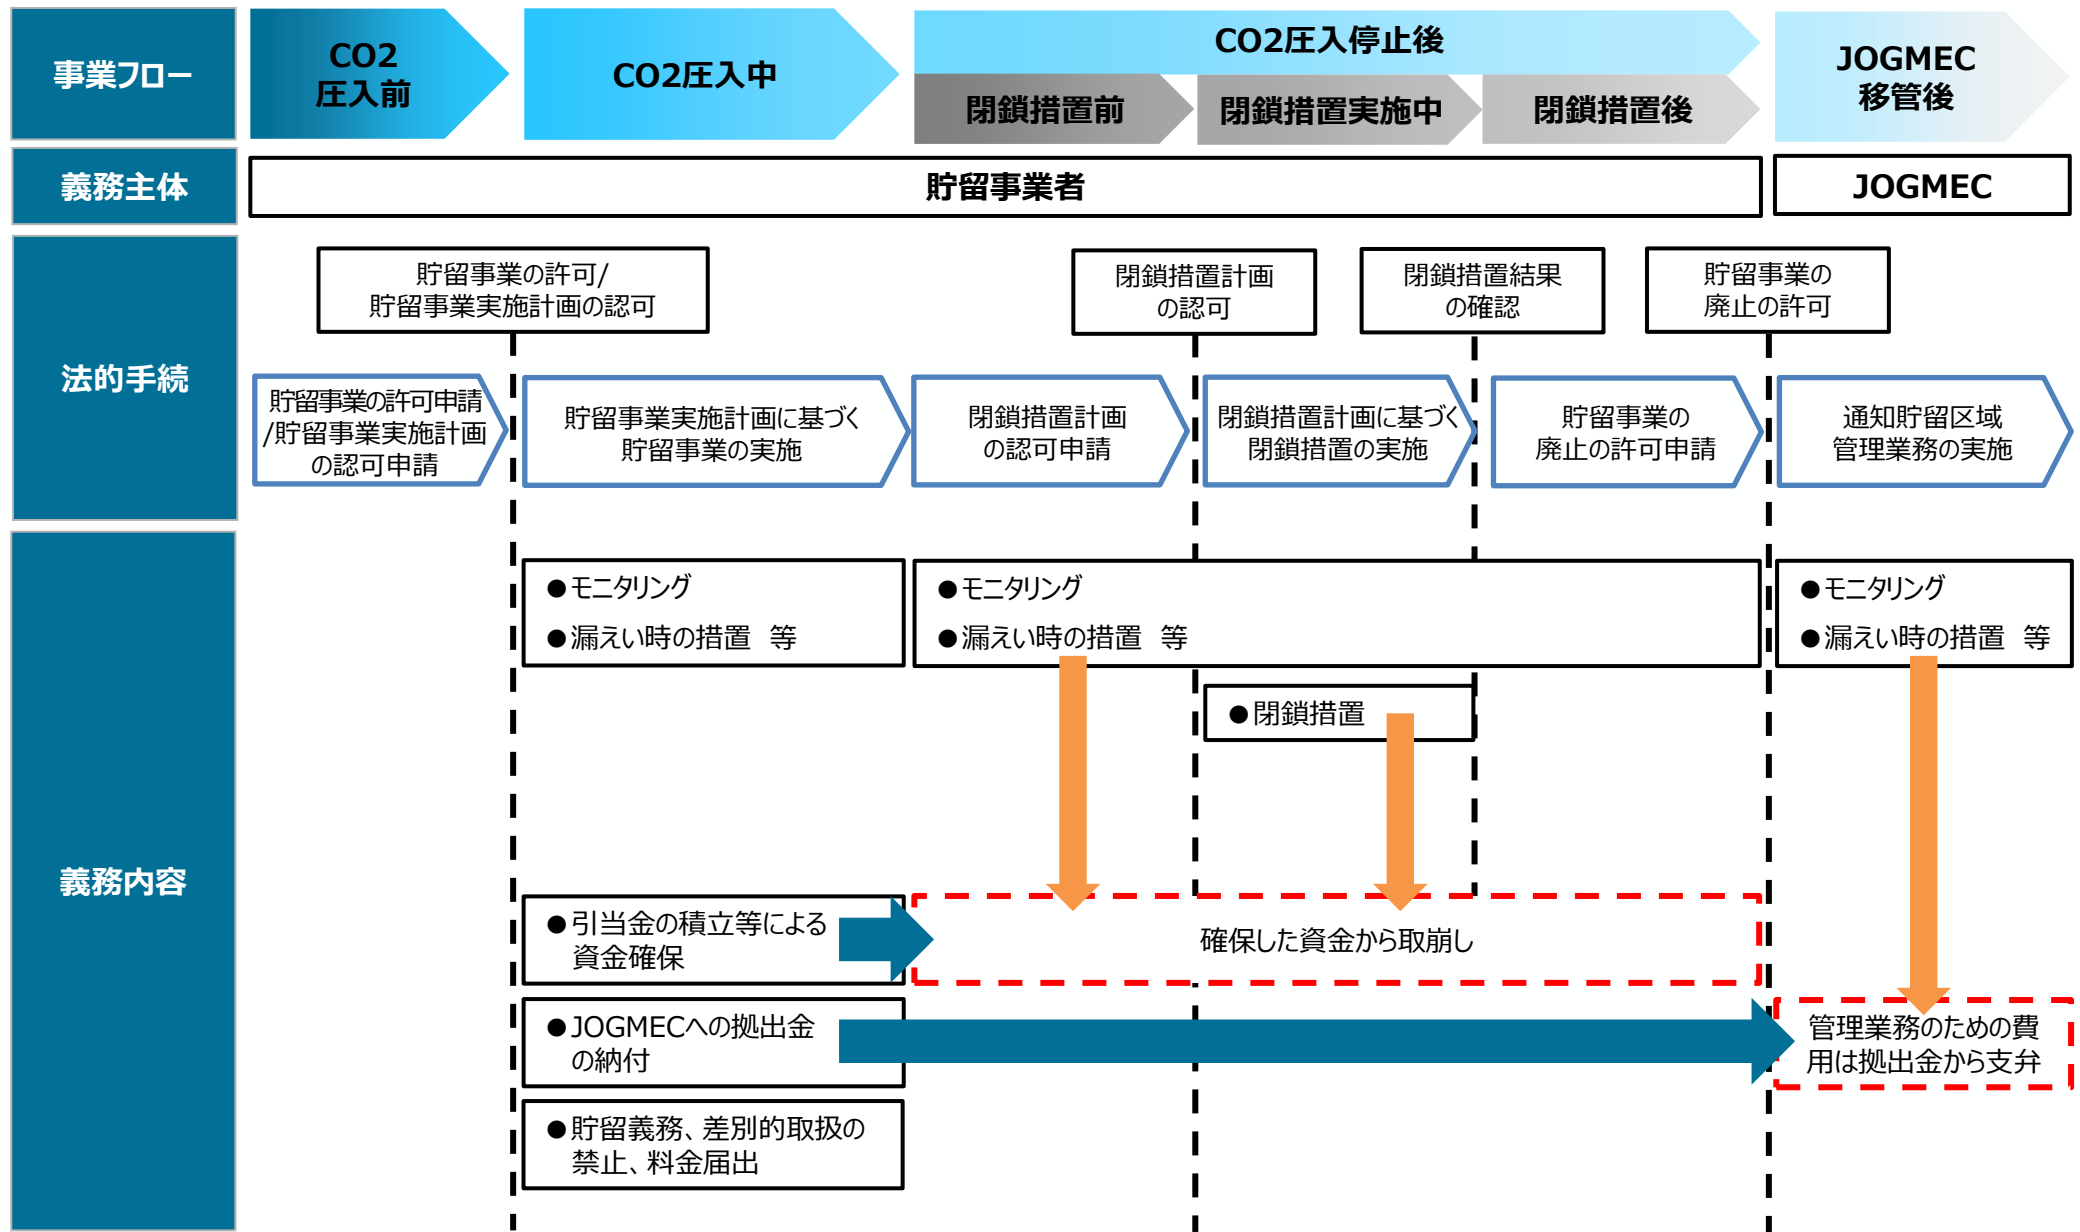 事業フロー
CO2
圧入前
CO2圧入中
CO2圧入停止後
閉鎖措置前
閉鎖措置実施中
閉鎖措置後
JOGMEC
移管後
義務主体
貯留事業者
JOGMEC
法的手続
貯留事業の許可/
貯留事業実施計画の認可
閉鎖措置計画
の認可
閉鎖措置結果
の確認
貯留事業の
廃止の許可
貯留事業の許可申請
/貯留事業実施計画
の認可申請
貯留事業実施計画に基づく
貯留事業の実施
閉鎖措置計画
の認可申請
閉鎖措置計画に基づく
閉鎖措置の実施
貯留事業の
廃止の許可申請
通知貯留区域
管理業務の実施
義務内容
●モニタリング
●漏えい時の措置　等
●モニタリング
●漏えい時の措置　等
●モニタリング
●漏えい時の措置　等
●閉鎖措置
●引当金の積立等による
資金確保
確保した資金から取崩し
●JOGMECへの拠出金
の納付
管理業務のための費
用は拠出金から支弁
●貯留義務、差別的取扱の
禁止、料金届出